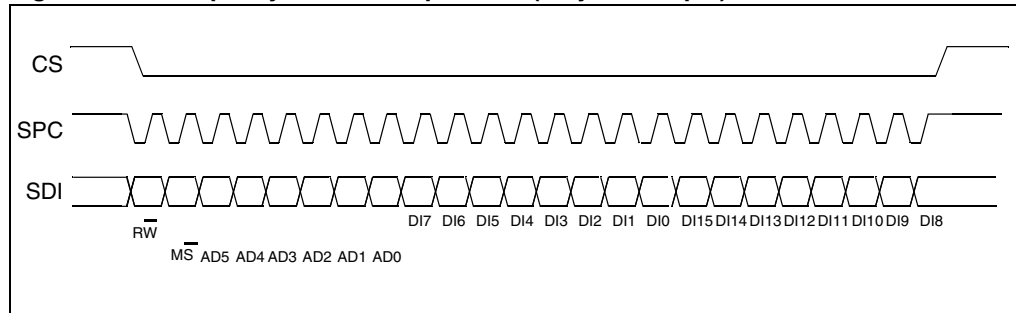 CS
SPC
SDI
DI7 DI6 DI5 DI4 DI3 DI2 DI1 DI0 DI15 DI14 DI13 DI12 DI11 DI10 DI9 DI8
RW
MS AD5 AD4 AD3 AD2 AD1 AD0